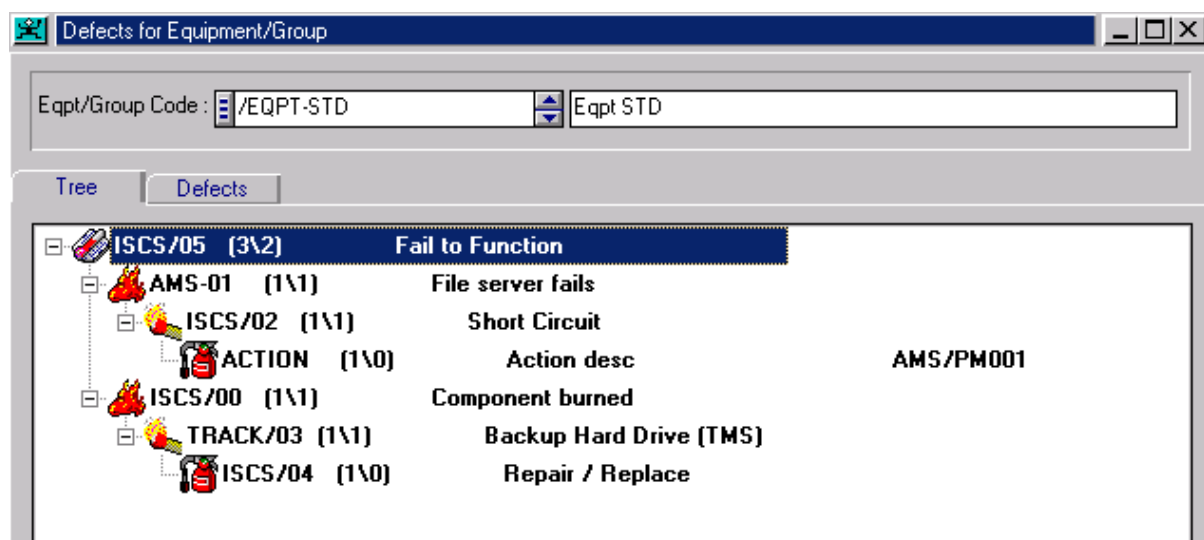 Defects for Equipment/Group
Eqpt/Group Code : /EQPT-STD Eqpt STD
Tree Defects
ISCS/05 (3\2) Fail to Function
AMS-01 (1\1) File server fails
ISCS/02 (1\1) Short Circuit
ACTION (1\0) Action desc AMS/PM001
ISCS/00 (1\1) Component burned
TRACK/03 (1\1) Backup Hard Drive (TMS)
ISCS/04 (1\0) Repair / Replace